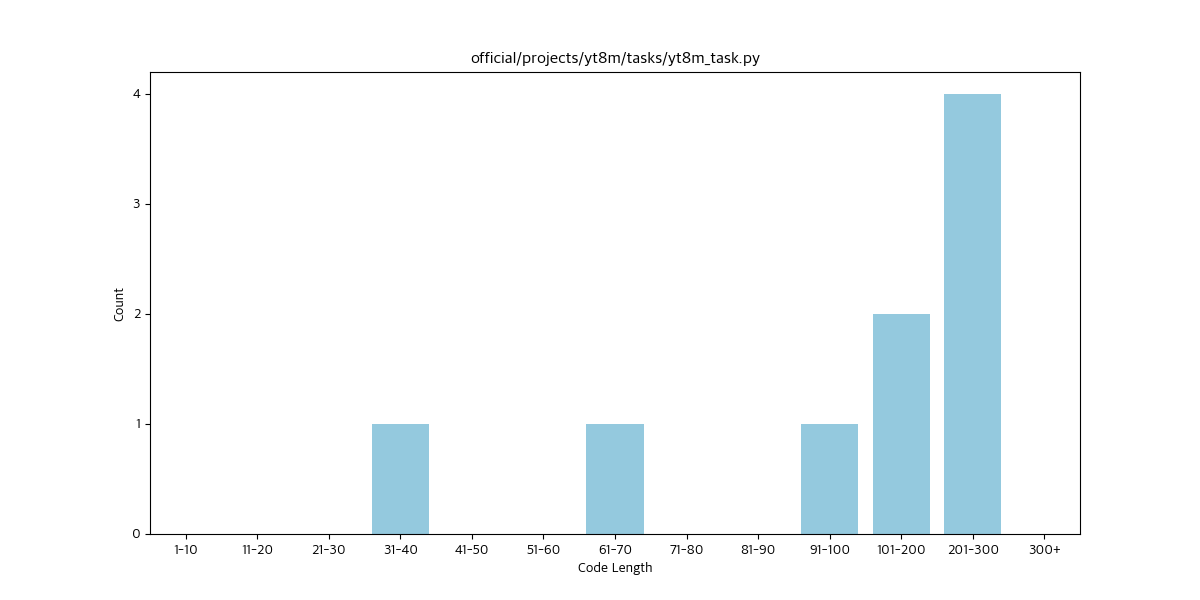 official/projects/yt8m/tasks/yt8m_task.py
4
3
2
1
0
Count
1-10 11-20 21-30 31-40 41-50 51-60 61-70 71-80 81-90 91-100 101-200 201-300 300+
Code Length